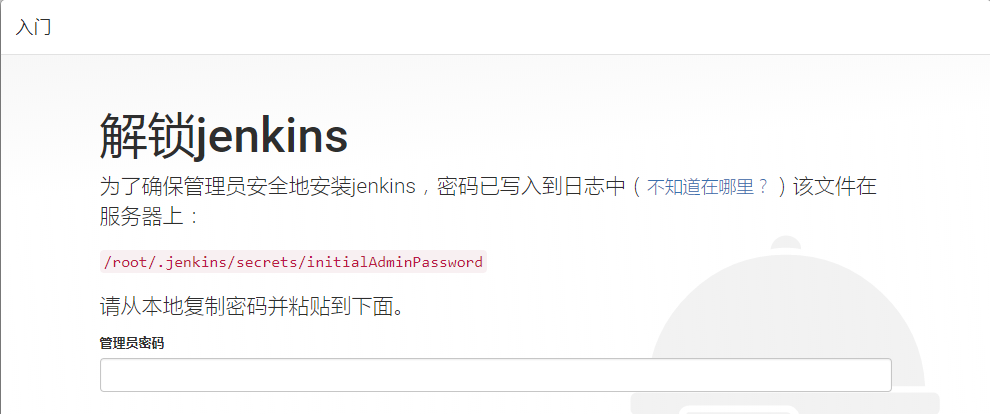 入门
解锁jenkins
为了确保管理员安全地安装jenkins，密码已写入到日志中（不知道在哪里？）该文件在
服务器上：
/root/.jenkins/secrets/initialAdminPassword
请从本地复制密码并粘贴到下面。
管理员密码